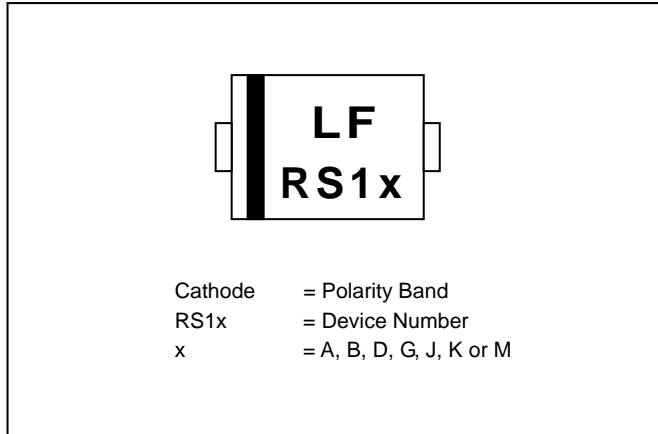 LF
RS1x
Cathode = Polarity Band
RS1x = Device Number
x = A, B, D, G, J, K or M